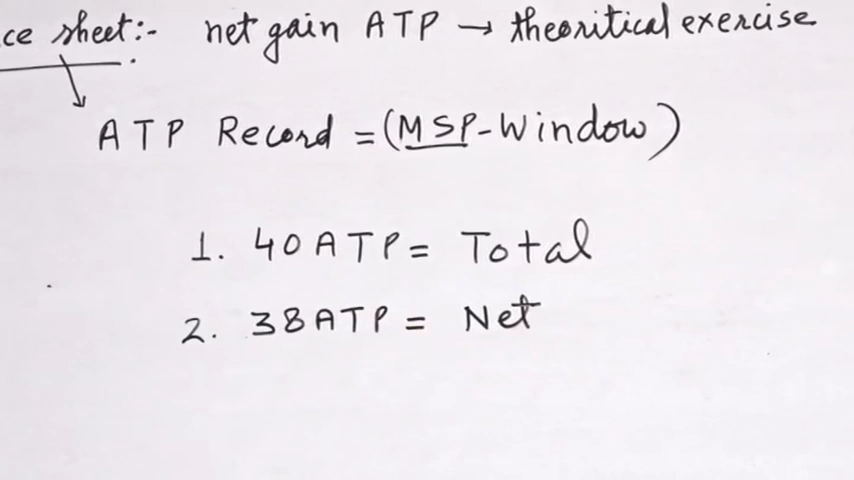 ce sheet:- net gain ATP → theoritical exercise
ATP Record = (MSP-Window)
1. 40 ATP = Total
2. 38 ATP = Net